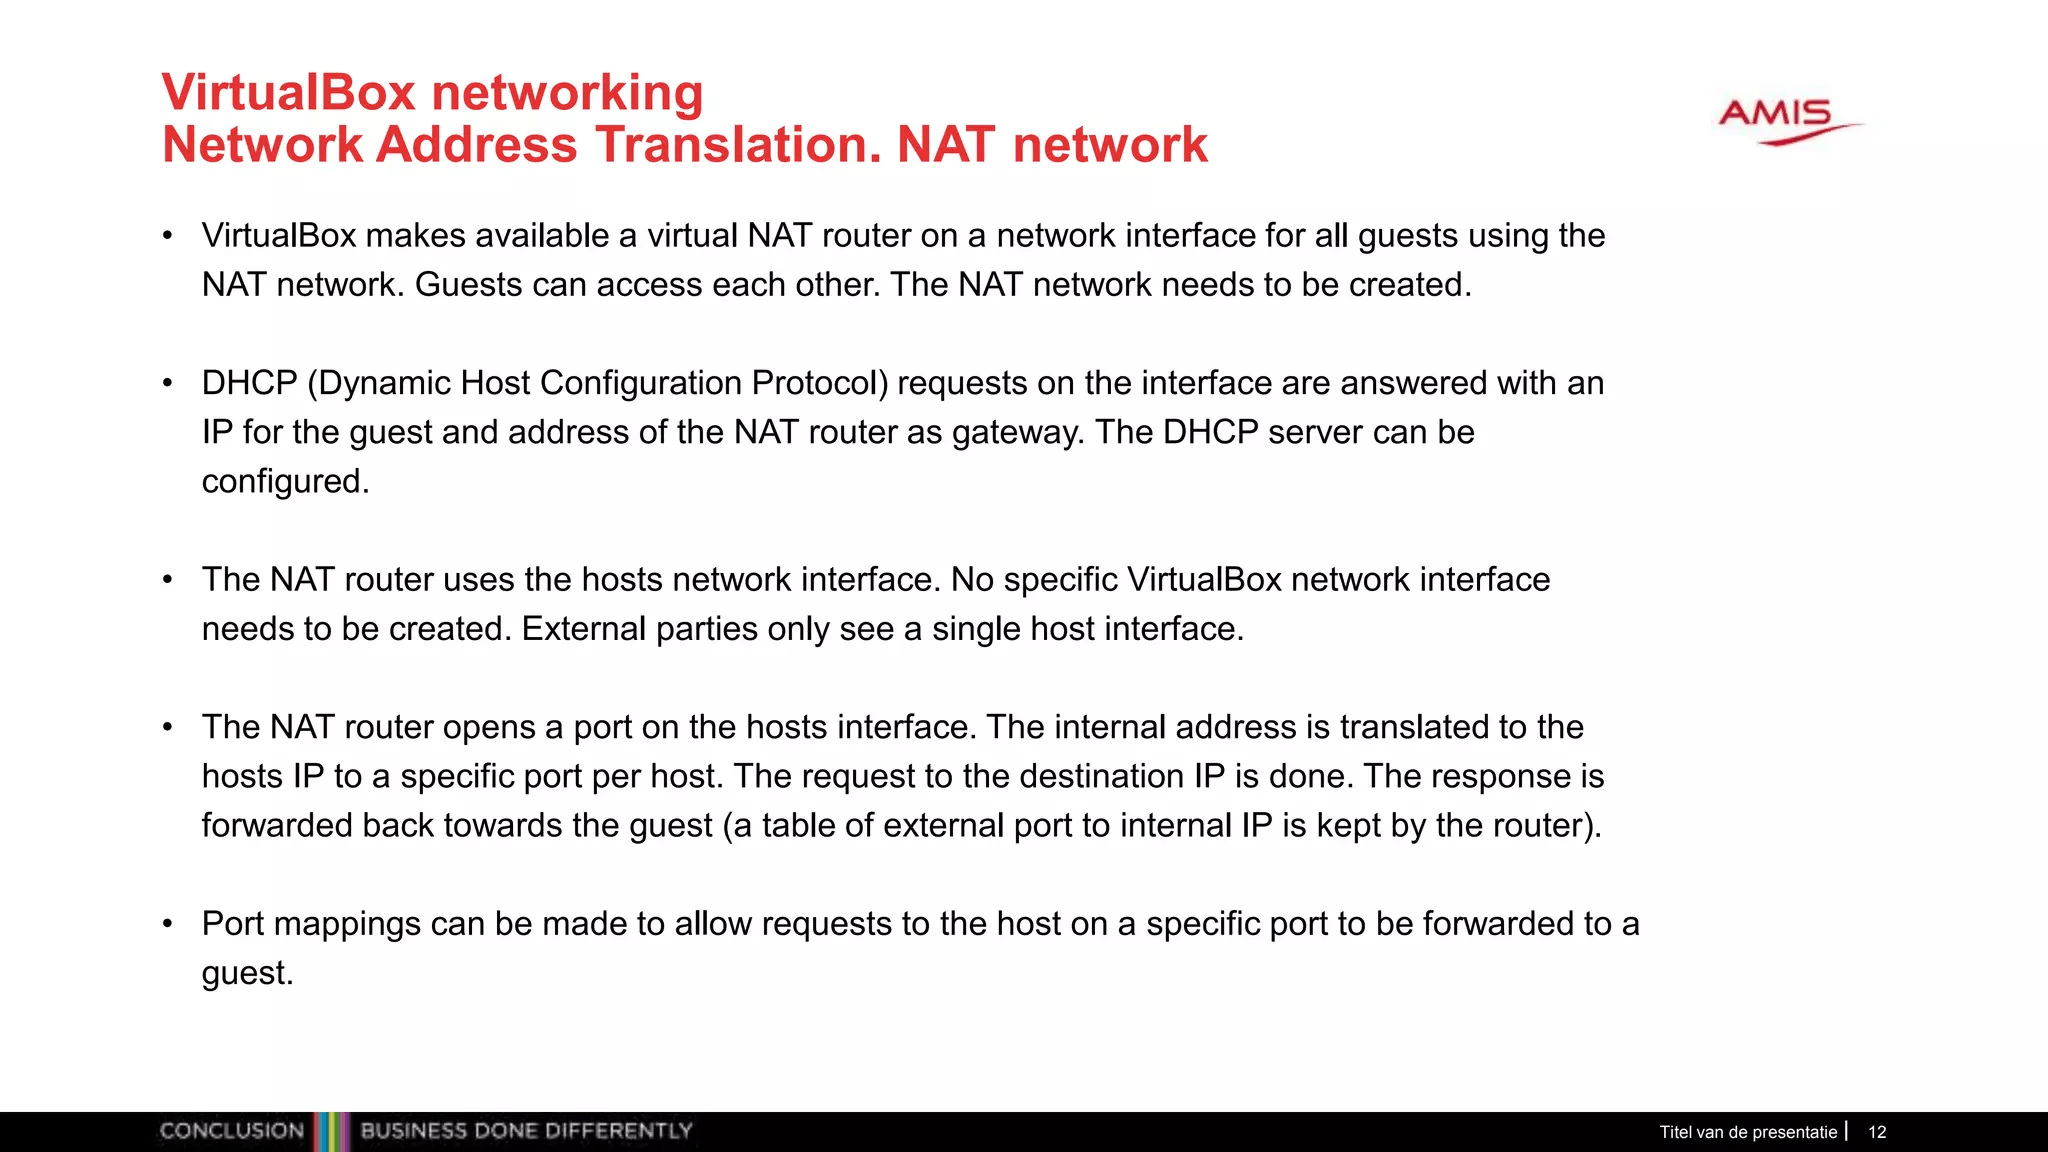 VirtualBox networking
Network Address Translation. NAT network
AMIS
• VirtualBox makes available a virtual NAT router on a network interface for all guests using the
NAT network. Guests can access each other. The NAT network needs to be created.
• DHCP (Dynamic Host Configuration Protocol) requests on the interface are answered with an
IP for the guest and address of the NAT router as gateway. The DHCP server can be
configured.
• The NAT router uses the hosts network interface. No specific VirtualBox network interface
needs to be created. External parties only see a single host interface.
• The NAT router opens a port on the hosts interface. The internal address is translated to the
hosts IP to a specific port per host. The request to the destination IP is done. The response is
forwarded back towards the guest (a table of external port to internal IP is kept by the router).
• Port mappings can be made to allow requests to the host on a specific port to be forwarded to a
guest.
CONCLUSION BUSINESS DONE DIFFERENTLY
Titel van de presentatie | 12